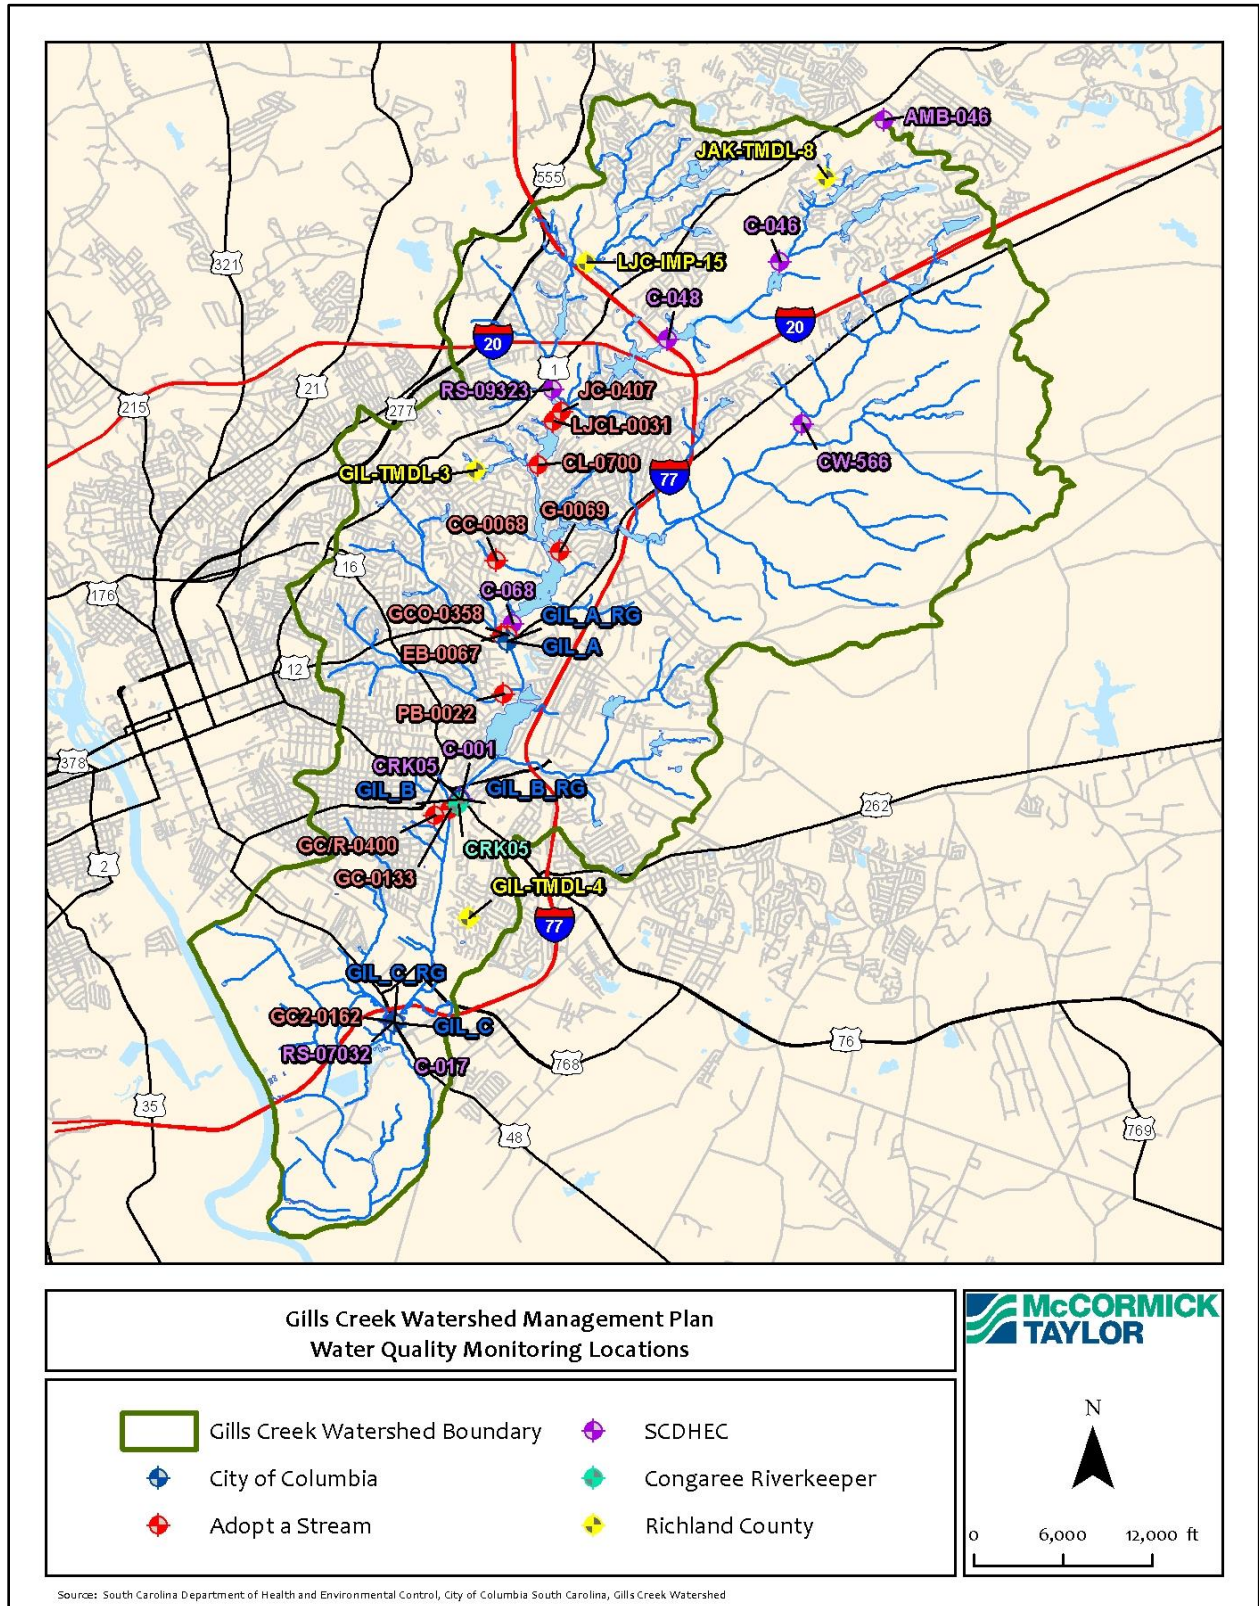 AMB-046
JAK-TMDL-8
555
C-046
321
LJC-IMP-15
C-048
20
20
1
21
RS-09323
JC-0407
215
277
LJCL-0031
CL-0700
CW-566
GIL-TMDL-3
77
G-0069
CC-0068
16
176
C-068
GCO-0358
GIL_A_RG
GIL_A
EB-0067
12
PB-0022
C-001
378
CRK05
GIL_B
GIL_B_RG
262
GC/R-0400
CRK05
2
GC-0133
GIL-TMDL-4
77
GIL_C_RG
GC2-0162
GIL_C
RS-07032
C-017
76
768
35
48
769
Gills Creek Watershed Management Plan
Water Quality Monitoring Locations
Gills Creek Watershed Boundary
City of Columbia
Adopt a Stream
SCDHEC
Congaree Riverkeeper
Richland County
McCORMICK
TAYLOR
N
0 6,000 12,000 ft
Source: South Carolina Department of Health and Environmental Control, City of Columbia South Carolina, Gills Creek Watershed